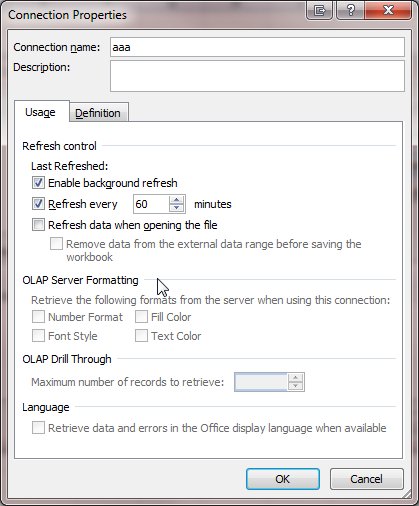 Connection Properties
Connection name: aaa
Description:
Usage Definition
Refresh control
Last Refreshed:
Enable background refresh
Refresh every 60 minutes
Refresh data when opening the file
Remove data from the external data range before saving the
workbook
OLAP Server Formatting
Retrieve the following formats from the server when using this connection:
Number Format Fill Color
Font Style Text Color
OLAP Drill Through
Maximum number of records to retrieve:
Language
Retrieve data and errors in the Office display language when available
OK Cancel